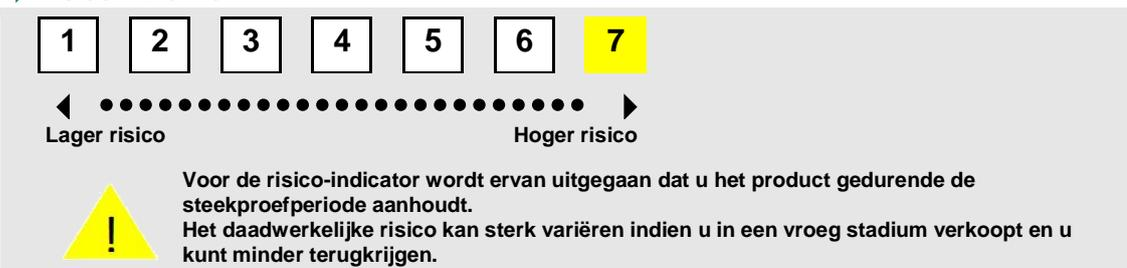 1 2 3 4 5 6 7
Lager risico Hoger risico
! Voor de risico-indicator wordt ervan uitgegaan dat u het product gedurende de
steekproefperiode aanhoudt.
Het daadwerkelijke risico kan sterk variëren indien u in een vroeg stadium verkoopt en u
kunt minder terugkrijgen.